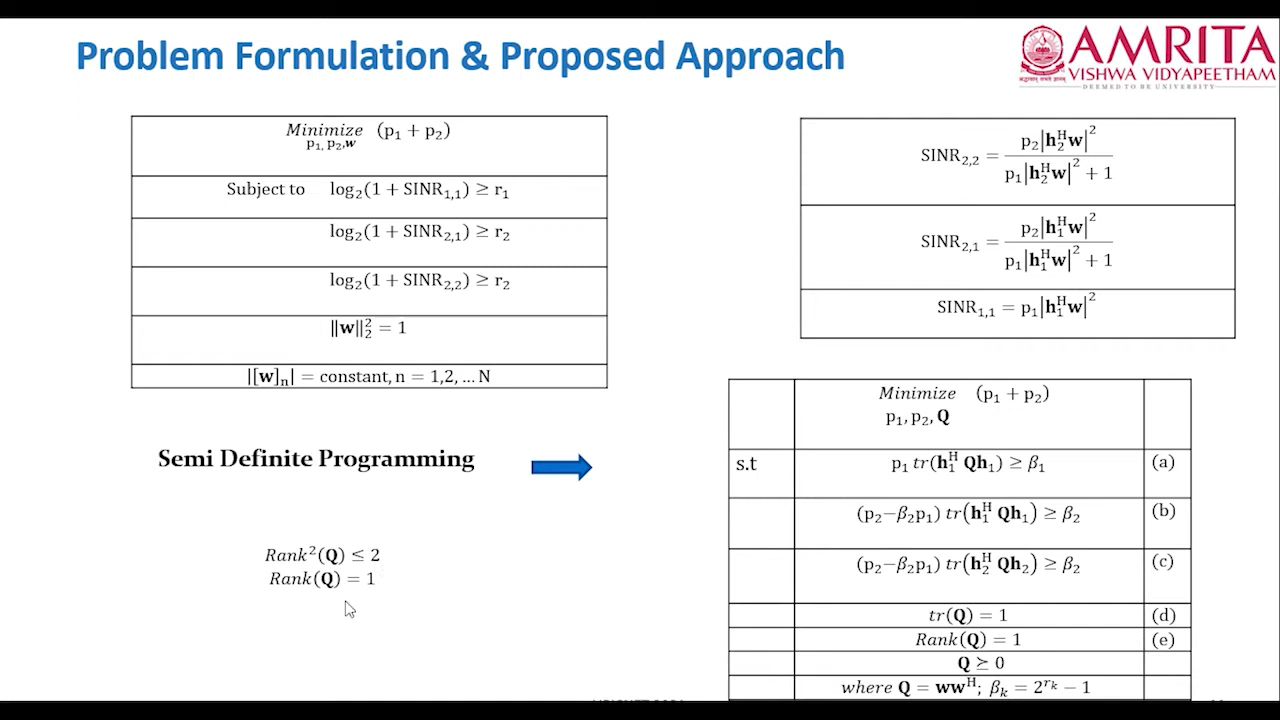 Problem Formulation & Proposed Approach
AMRITA
VISHWA VIDYAPEETHAM
DEEMED TO BE UNIVERSITY
Minimize (p₁ + p₂)
p₁, p₂, w
Subject to log₂(1 + SINR₁,₁) ≥ r₁
log₂(1 + SINR₂,₁) ≥ r₂
log₂(1 + SINR₂,₂) ≥ r₂
‖w‖₂² = 1
|[w]ₙ| = constant, n = 1,2, … N
SINR₂,₂ = p₂|h₂ᴴw|² / p₁|h₂ᴴw|² + 1
SINR₂,₁ = p₂|h₁ᴴw|² / p₁|h₁ᴴw|² + 1
SINR₁,₁ = p₁|h₁ᴴw|²
Semi Definite Programming
Rank²(Q) ≤ 2
Rank(Q) = 1
Minimize (p₁ + p₂)
p₁, p₂, Q
s.t p₁ tr(h₁ᴴ Qh₁) ≥ β₁ (a)
(p₂−β₂p₁) tr(h₁ᴴ Qh₁) ≥ β₂ (b)
(p₂−β₂p₁) tr(h₂ᴴ Qh₂) ≥ β₂ (c)
tr(Q) = 1 (d)
Rank(Q) = 1 (e)
Q ≽ 0
where Q = wwᴴ; βₖ = 2^{rₖ} − 1